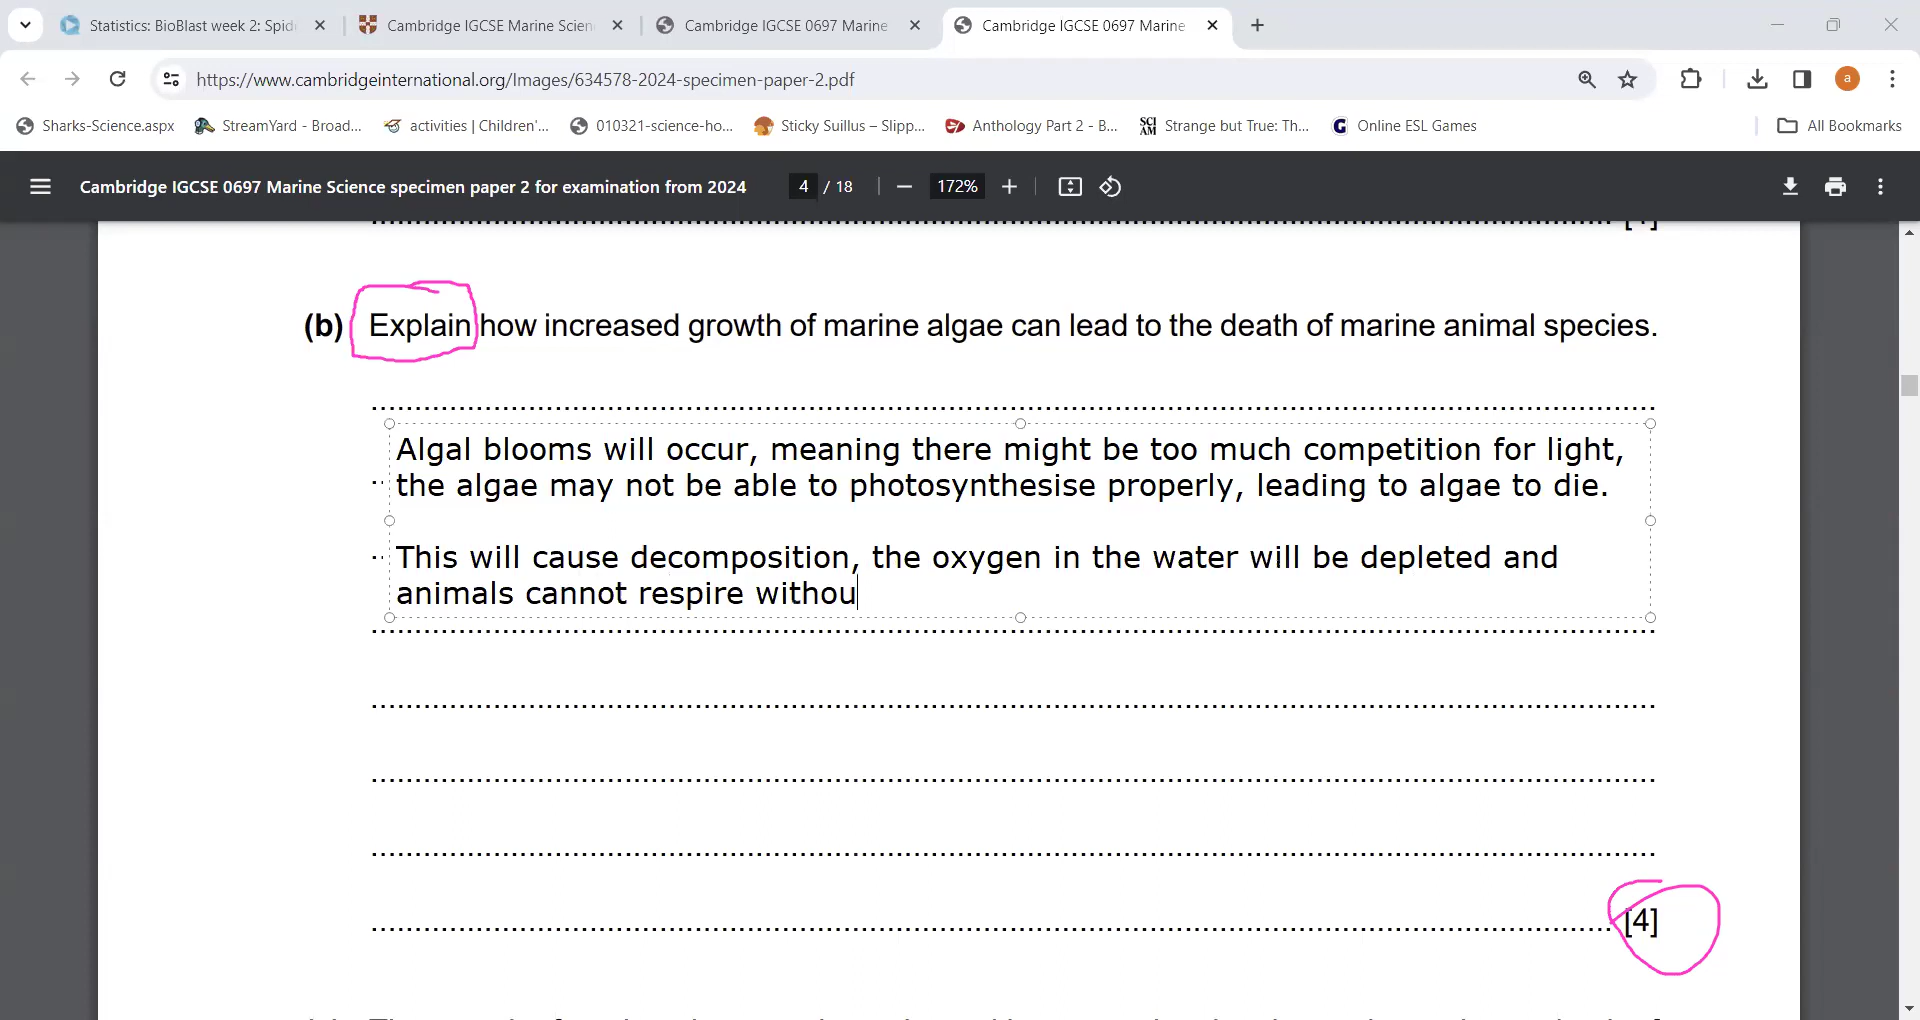 Statistics: BioBlast week 2: Spid
Cambridge IGCSE Marine Scien
Cambridge IGCSE 0697 Marine
Cambridge IGCSE 0697 Marine
https://www.cambridgeinternational.org/Images/634578-2024-specimen-paper-2.pdf
a
Sharks-Science.aspx
StreamYard - Broad...
activities | Children'...
010321-science-ho...
Sticky Suillus – Slipp...
Anthology Part 2 - B...
SCI AM
Strange but True: Th...
Online ESL Games
All Bookmarks
Cambridge IGCSE 0697 Marine Science specimen paper 2 for examination from 2024
4 / 18
172%
(b) Explain how increased growth of marine algae can lead to the death of marine animal species.
Algal blooms will occur, meaning there might be too much competition for light,
the algae may not be able to photosynthesise properly, leading to algae to die.
This will cause decomposition, the oxygen in the water will be depleted and
animals cannot respire withou
[4]